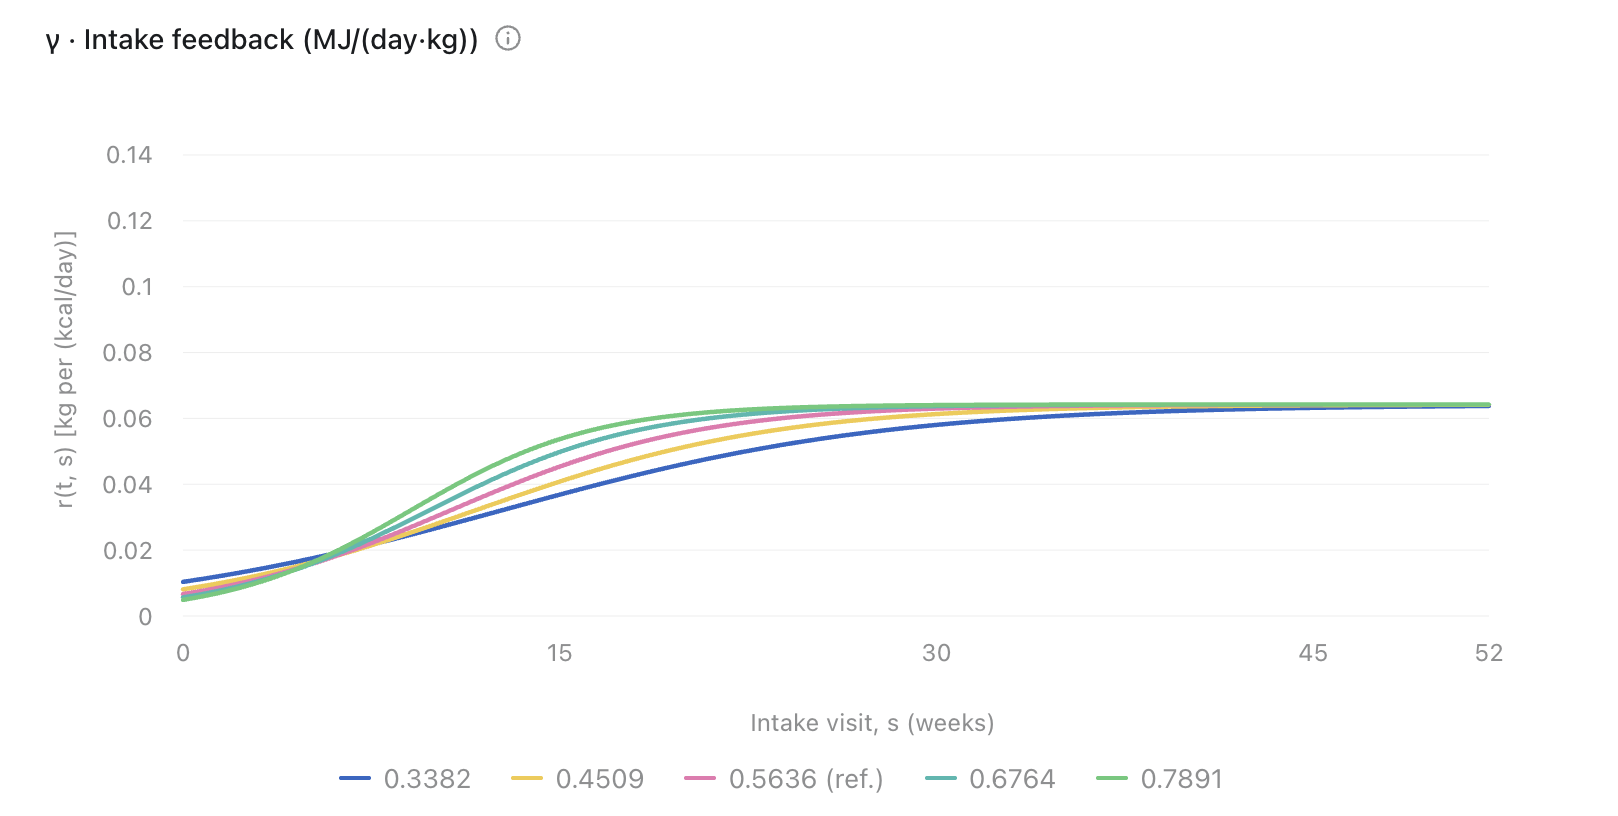 γ · Intake feedback (MJ/(day·kg))
r(t, s) [kg per (kcal/day)]
0.14
0.12
0.1
0.08
0.06
0.04
0.02
0
0 15 30 45 52
Intake visit, s (weeks)
0.3382 0.4509 0.5636 (ref.) 0.6764 0.7891